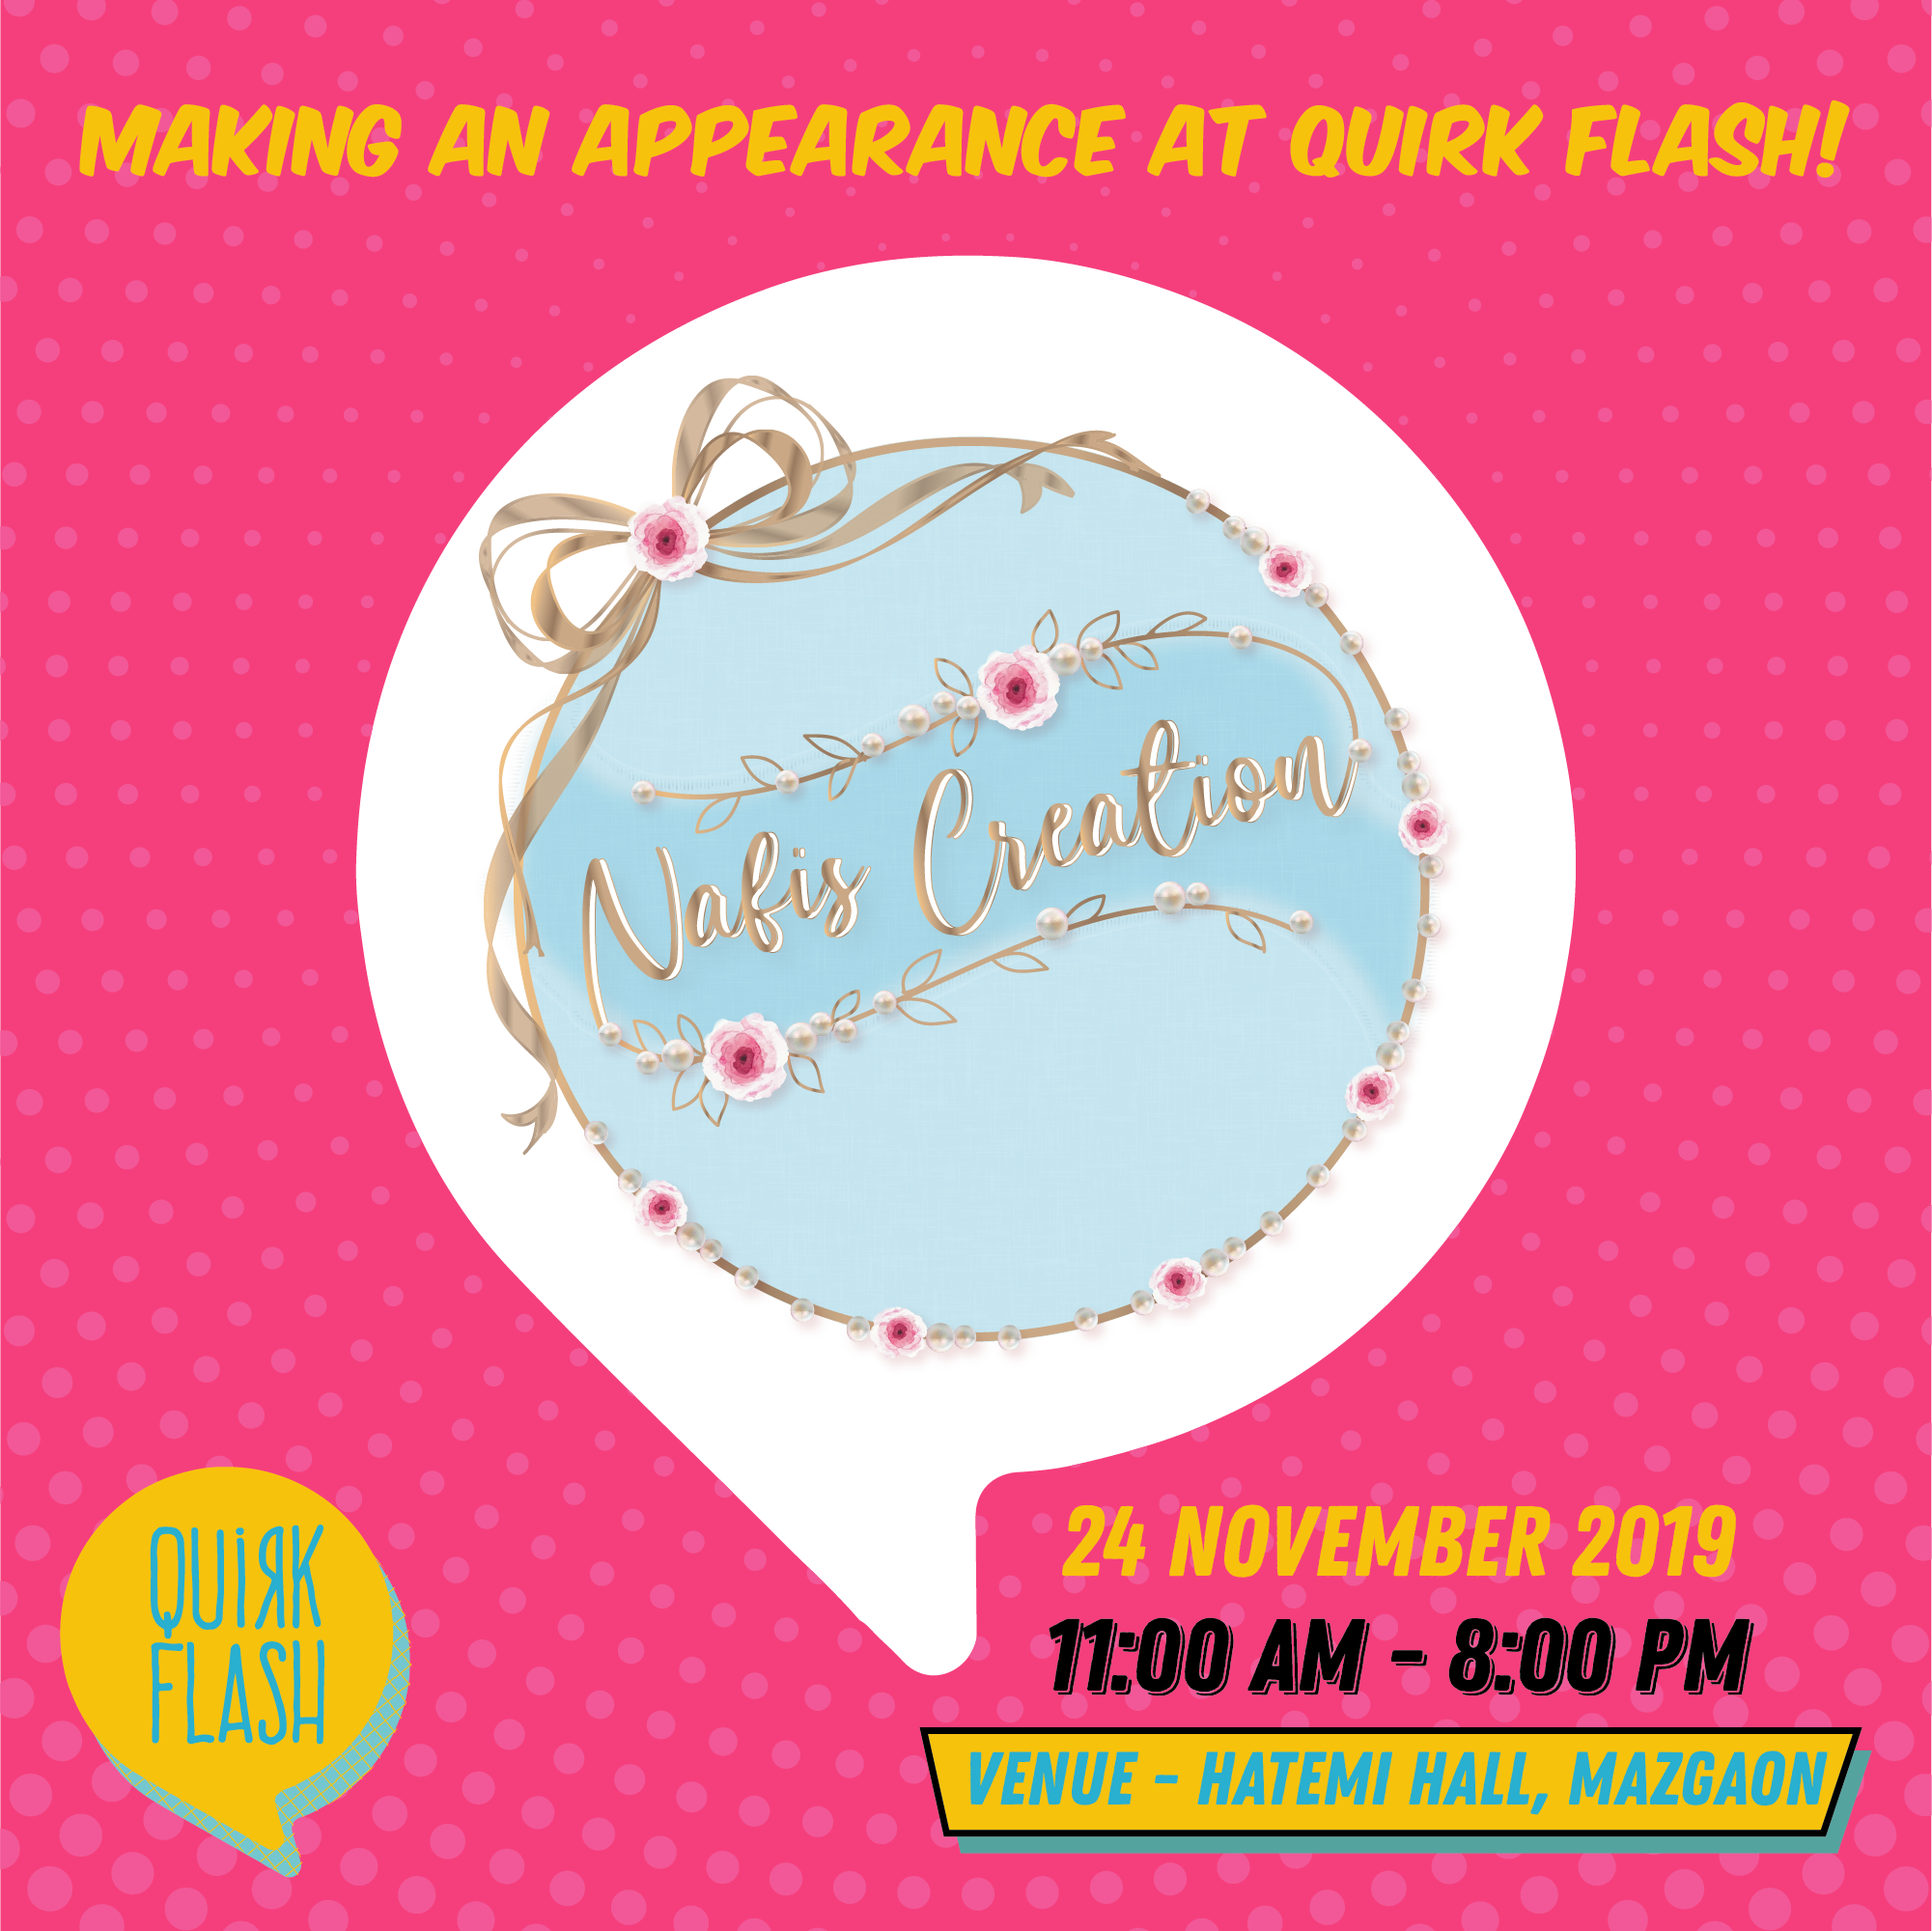 MAKING AN APPEARANCE AT QUIRK FLASH!
Nafis Creation
24 NOVEMBER 2019
11:00 AM - 8:00 PM
VENUE - HATEMI HALL, MAZGAON
QUiRK
FLASH